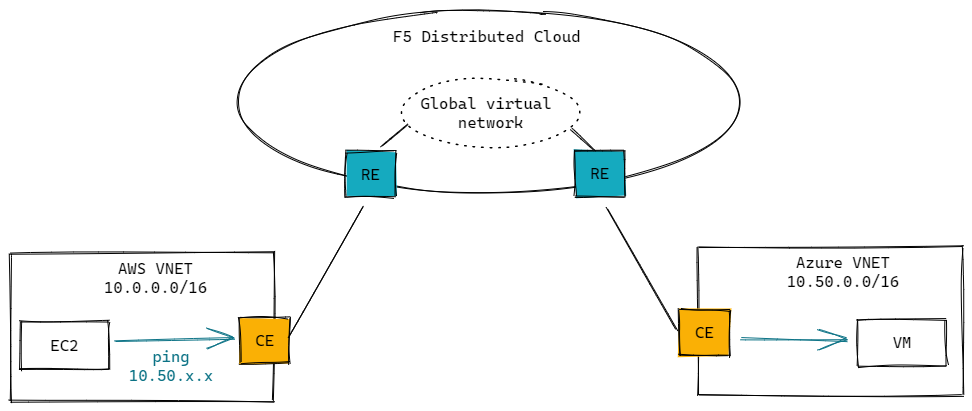 F5 Distributed Cloud
Global virtual
network
RE
RE
AWS VNET
10.0.0.0/16
EC2
ping
10.50.x.x
CE
Azure VNET
10.50.0.0/16
CE
VM